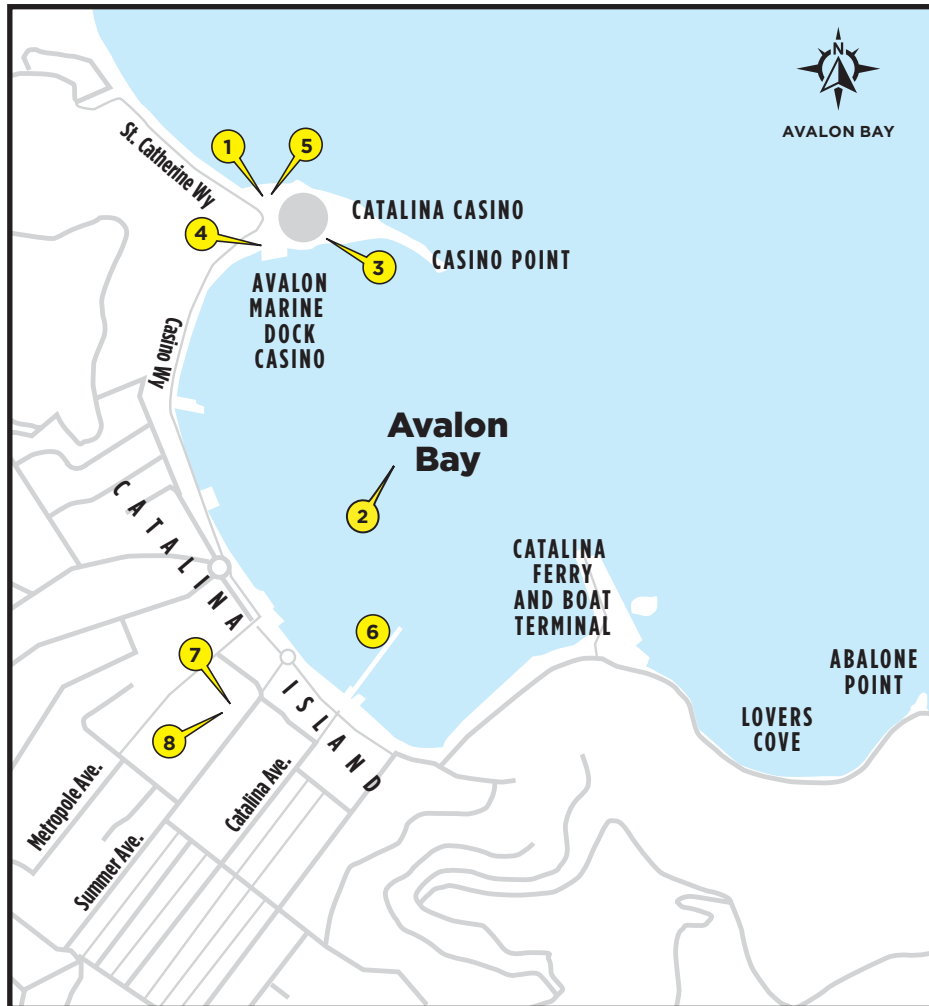 N
AVALON BAY
St. Catherine Wy
1
5
CATALINA CASINO
4
3
CASINO POINT
AVALON
MARINE
DOCK
CASINO
Casino Wy
Avalon
Bay
2
CATALINA
CATALINA
FERRY
AND BOAT
TERMINAL
6
7
ISLAND
ABALONE
POINT
LOVERS
COVE
8
Metropole Ave.
Catalina Ave.
Summer Ave.